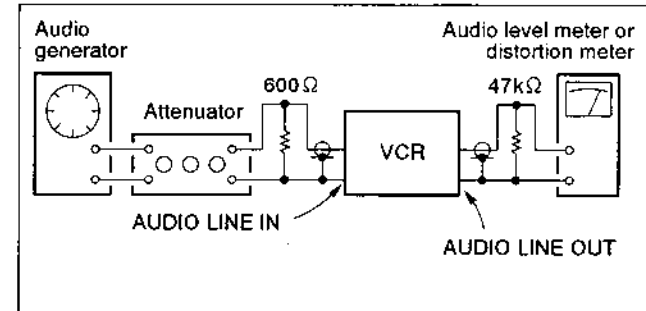 Audio
generator
Audio level meter or
distortion meter
Attenuator
600Ω
47kΩ
VCR
AUDIO LINE IN
AUDIO LINE OUT